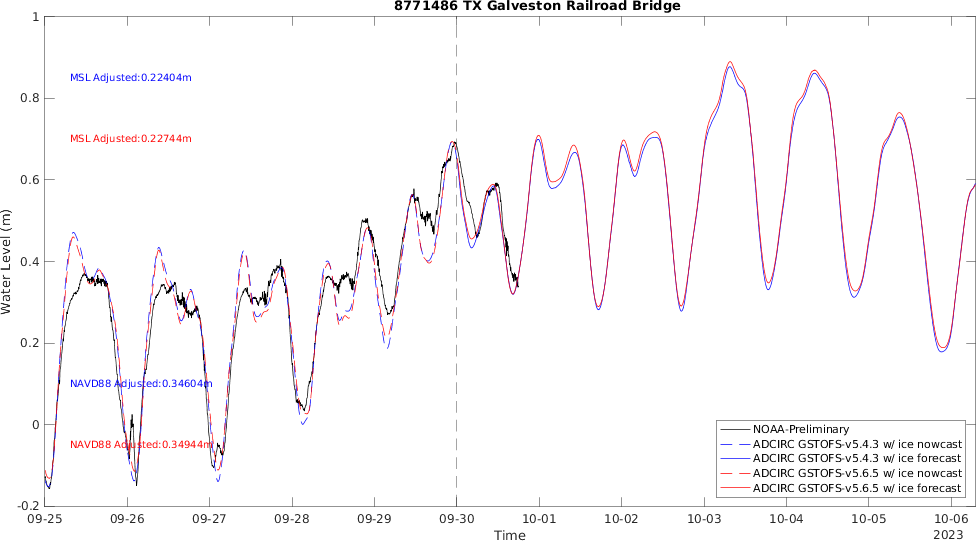 8771486 TX Galveston Railroad Bridge
1
MSL Adjusted:0.22404m
0.8
MSL Adjusted:0.22744m
0.6
Water Level (m)
0.4
0.2
NAVD88 Adjusted:0.34604m
0
NAVD88 Adjusted:0.34944m
-0.2
NOAA-Preliminary
ADCIRC GSTOFS-v5.4.3 w/ ice nowcast
ADCIRC GSTOFS-v5.4.3 w/ ice forecast
ADCIRC GSTOFS-v5.6.5 w/ ice nowcast
ADCIRC GSTOFS-v5.6.5 w/ ice forecast
09-25 09-26 09-27 09-28 09-29 09-30 10-01 10-02 10-03 10-04 10-05 10-06
Time 2023